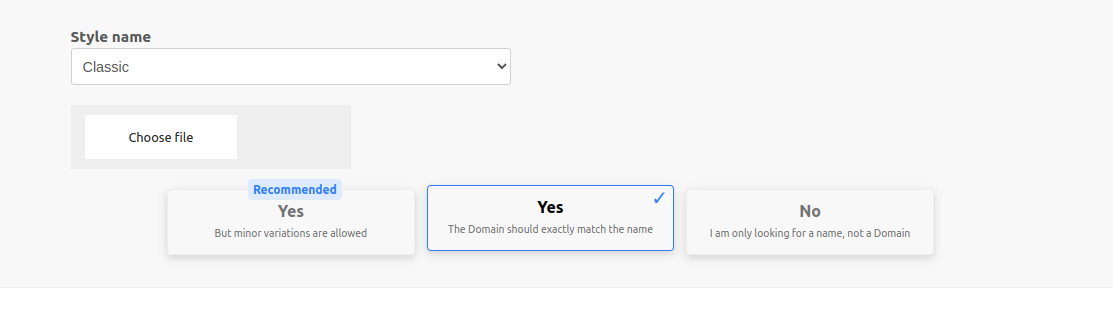 Style name
Classic
Choose file
Recommended
Yes
But minor variations are allowed
Yes
The Domain should exactly match the name
No
I am only looking for a name, not a Domain